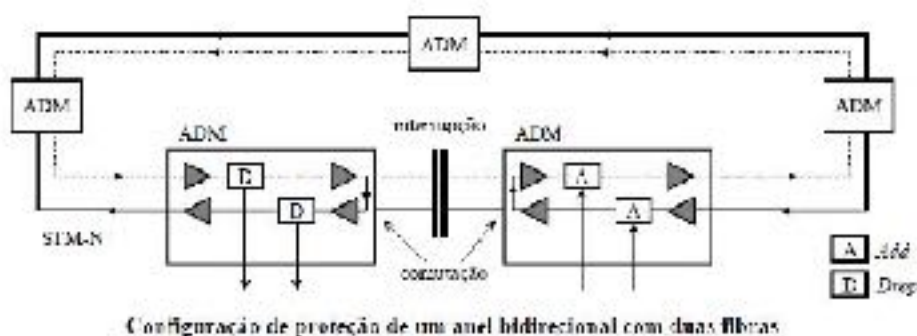 ADM
ADM
ADM
ADM
interrupção
ADM
D
A
D
A
STM-N
comutação
A Add
D Drop
Configuração de proteção de um anel bidirecional com duas fibras